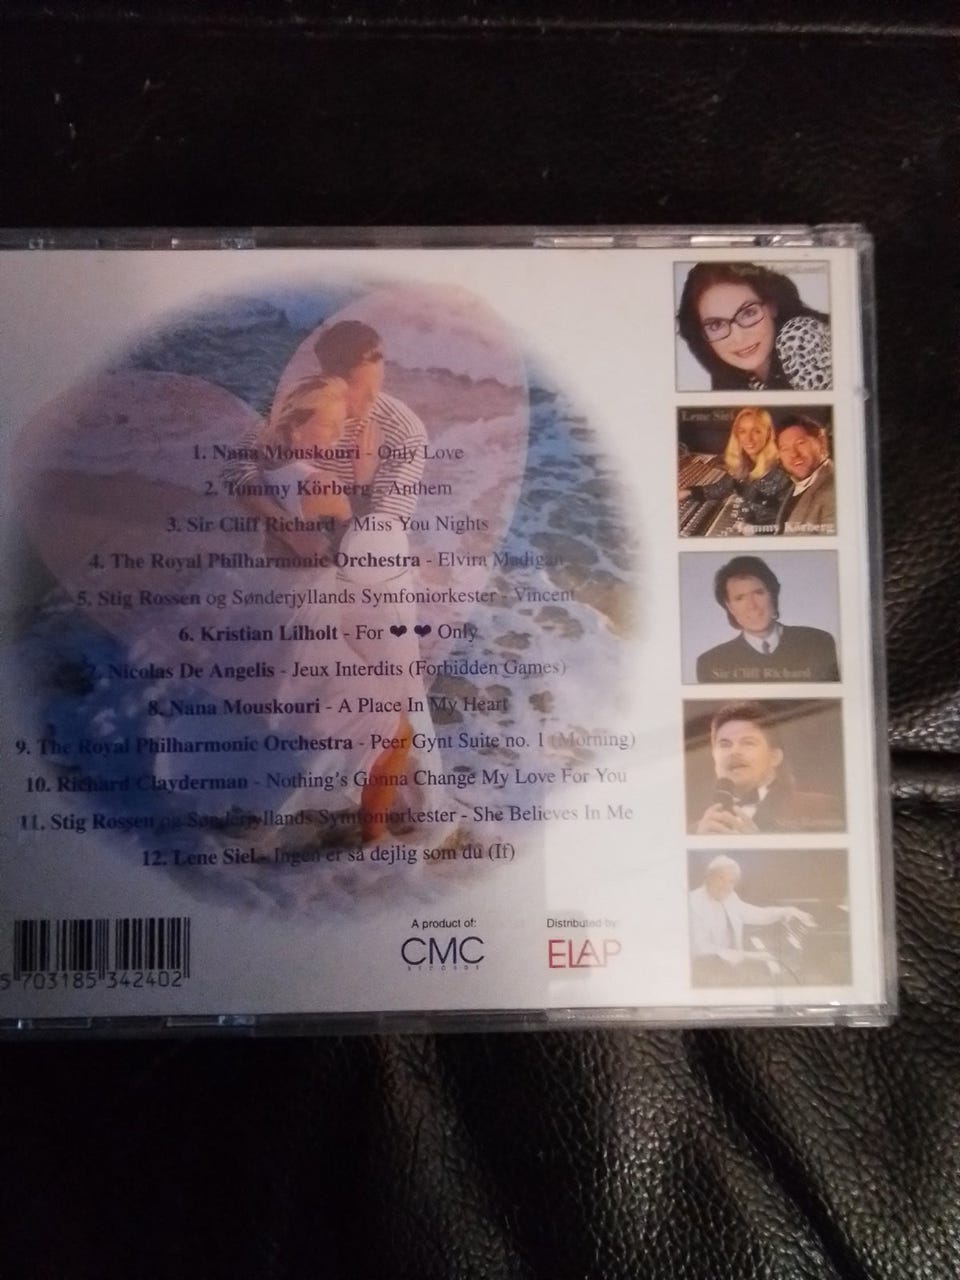 1. Nana Mouskouri - Only Love
2. Tommy Körberg - Anthem
3. Sir Cliff Richard - Miss You Nights
4. The Royal Philharmonic Orchestra - Elvira Madigan
5. Stig Rossen og Sønderjyllands Symfoniorkester - Vincent
6. Kristian Lilholt - For ❤ ❤ Only
7. Nicolas De Angelis - Jeux Interdits (Forbidden Games)
8. Nana Mouskouri - A Place In My Heart
9. The Royal Philharmonic Orchestra - Peer Gynt Suite no. 1 (Morning)
10. Richard Clayderman - Nothing's Gonna Change My Love For You
11. Stig Rossen og Sønderjyllands Symfoniorkester - She Believes In Me
12. Lene Siel - Ingen er så dejlig som du (If)
Lene Siel
Tommy Körberg
Sir Cliff Richard
5 703185 342402
A product of:
CMC
RECORDS
Distributed by:
ELAP